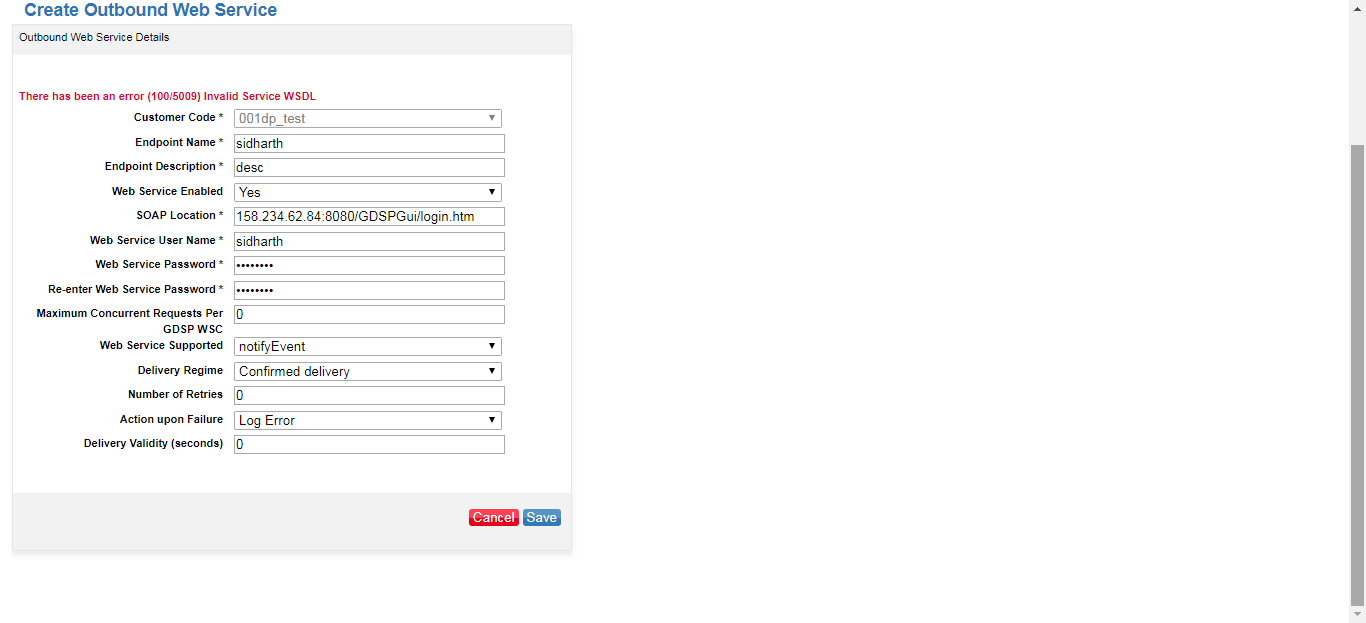 Create Outbound Web Service
Outbound Web Service Details
There has been an error (100/5009) Invalid Service WSDL
Customer Code * 001dp_test
Endpoint Name * sidharth
Endpoint Description * desc
Web Service Enabled Yes
SOAP Location * 158.234.62.84:8080/GDSPGui/login.htm
Web Service User Name * sidharth
Web Service Password * ••••••••
Re-enter Web Service Password * ••••••••
Maximum Concurrent Requests Per 0
GDSP WSC
Web Service Supported notifyEvent
Delivery Regime Confirmed delivery
Number of Retries 0
Action upon Failure Log Error
Delivery Validity (seconds) 0
Cancel Save